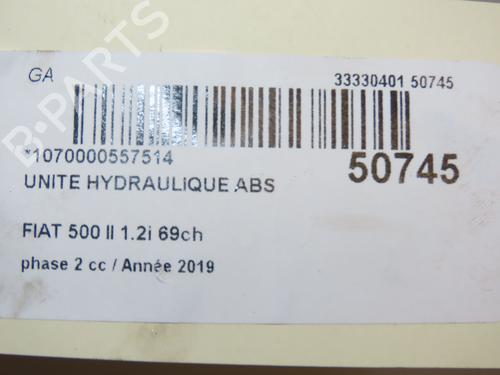 GA
33330401 50745
*1070000557514
50745
UNITE HYDRAULIQUE ABS
FIAT 500 II 1.2i 69ch
phase 2 cc / Année 2019
B-PARTS